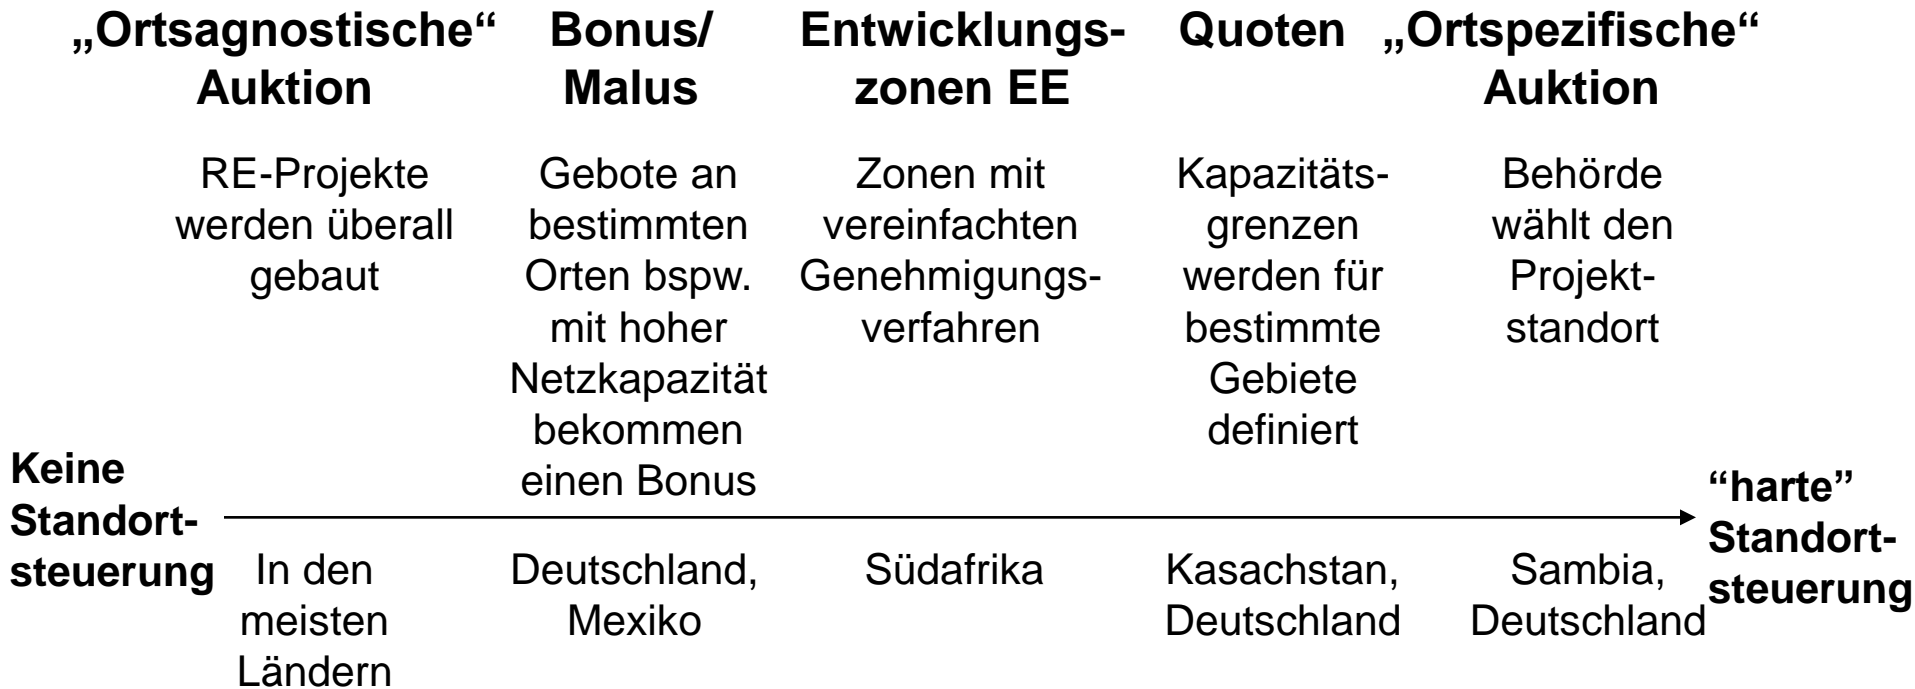 „Ortsagnostische“
Auktion
Bonus/
Malus
Entwicklungs-
zonen EE
Quoten
„Ortspezifische“
Auktion
RE-Projekte
werden überall
gebaut
Gebote an
bestimmten
Orten bspw.
mit hoher
Netzkapazität
bekommen
einen Bonus
Zonen mit
vereinfachten
Genehmigungs-
verfahren
Kapazitäts-
grenzen
werden für
bestimmte
Gebiete
definiert
Behörde
wählt den
Projekt-
standort
Keine
Standort-
steuerung
“harte”
Standort-
steuerung
In den
meisten
Ländern
Deutschland,
Mexiko
Südafrika
Kasachstan,
Deutschland
Sambia,
Deutschland